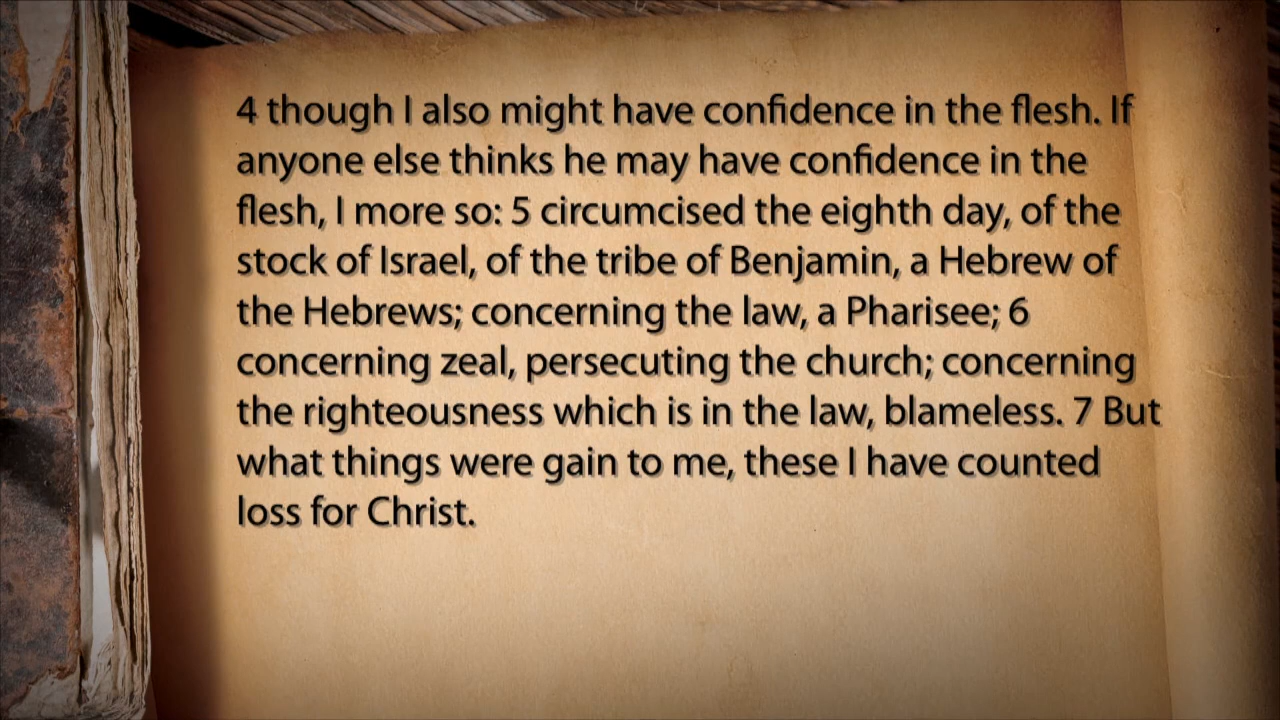 4 though I also might have confidence in the flesh. If
anyone else thinks he may have confidence in the
flesh, I more so: 5 circumcised the eighth day, of the
stock of Israel, of the tribe of Benjamin, a Hebrew of
the Hebrews; concerning the law, a Pharisee; 6
concerning zeal, persecuting the church; concerning
the righteousness which is in the law, blameless. 7 But
what things were gain to me, these I have counted
loss for Christ.